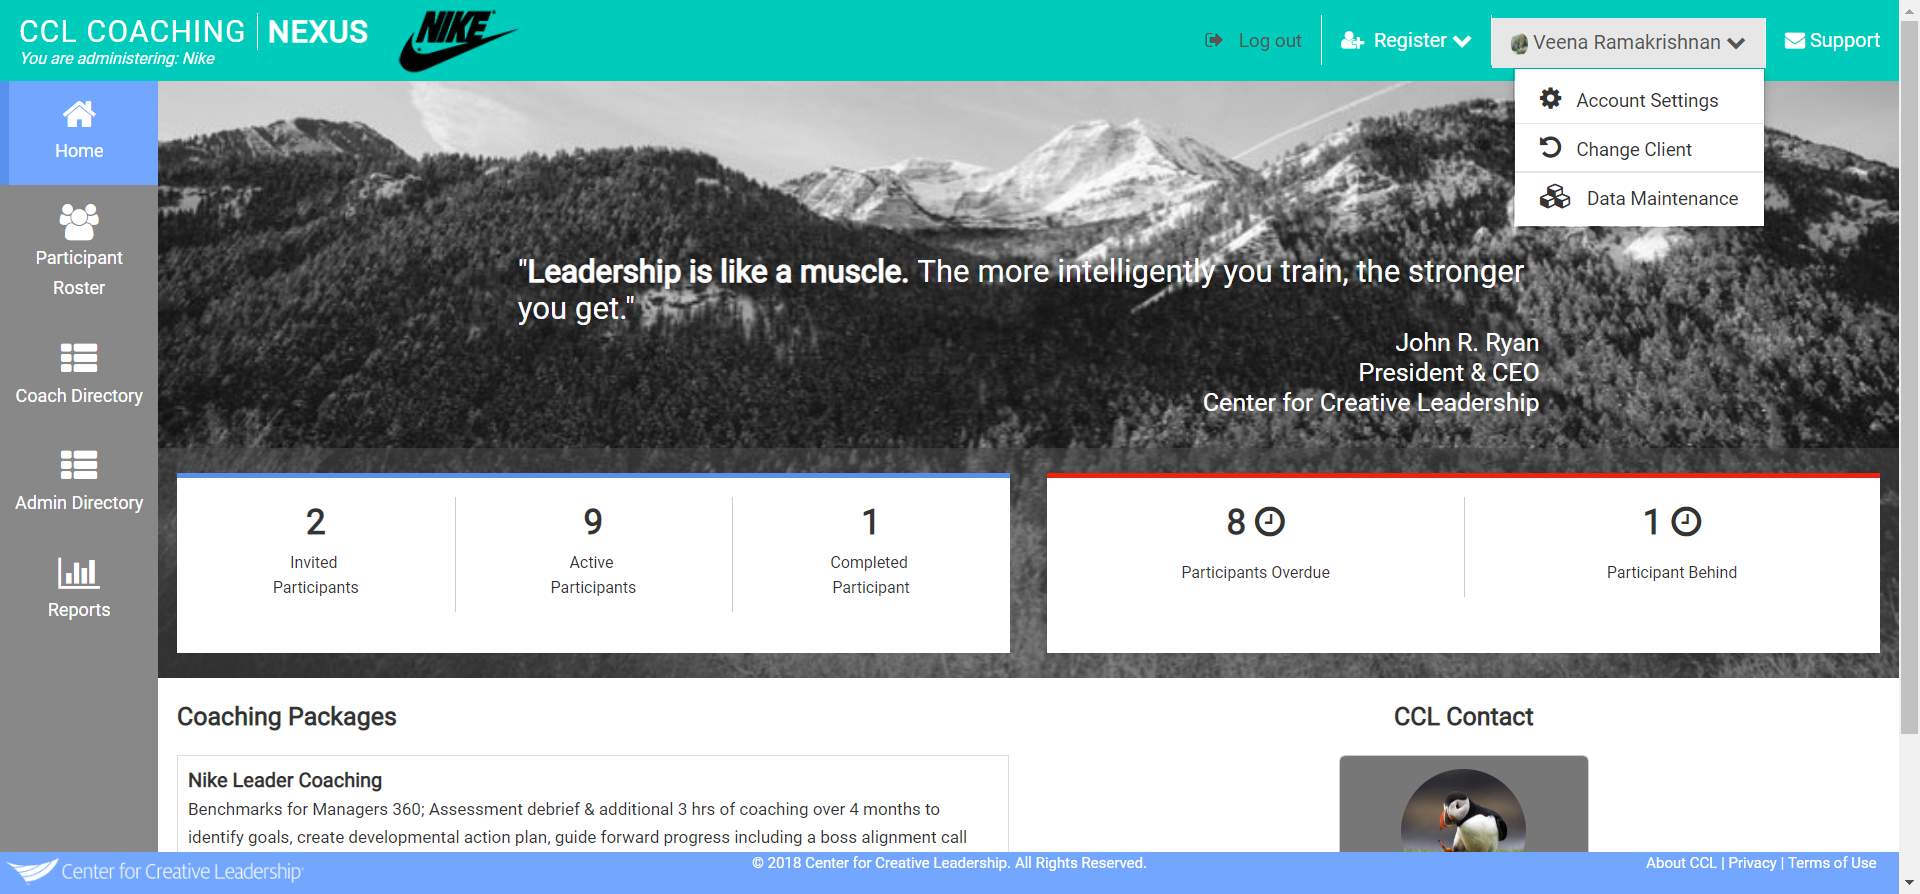 CCL COACHING NEXUS
You are administering: Nike
NIKE
Log out
Register
Veena Ramakrishnan
Support
Account Settings
Change Client
Data Maintenance
Home
Participant
Roster
Coach Directory
Admin Directory
Reports
"Leadership is like a muscle. The more intelligently you train, the stronger
you get."
John R. Ryan
President & CEO
Center for Creative Leadership
2
Invited
Participants
9
Active
Participants
1
Completed
Participant
8
Participants Overdue
1
Participant Behind
Coaching Packages
Nike Leader Coaching
Benchmarks for Managers 360; Assessment debrief & additional 3 hrs of coaching over 4 months to
identify goals, create developmental action plan, guide forward progress including a boss alignment call
CCL Contact
Center for Creative Leadership
© 2018 Center for Creative Leadership. All Rights Reserved.
About CCL | Privacy | Terms of Use